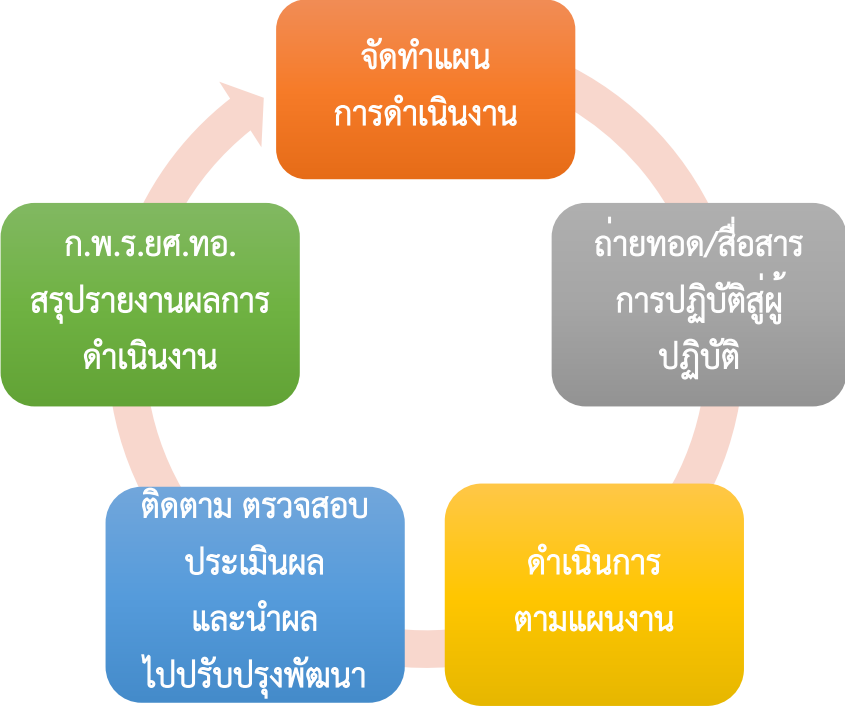 จัดทำแผน
การดำเนินงาน
ถ่ายทอด/สื่อสาร
การปฏิบัติสู่ผู้
ปฏิบัติ
ดำเนินการ
ตามแผนงาน
ติดตาม ตรวจสอบ
ประเมินผล
และนำผล
ไปปรับปรุงพัฒนา
ก.พ.ร.ยศ.ทอ.
สรุปรายงานผลการ
ดำเนินงาน